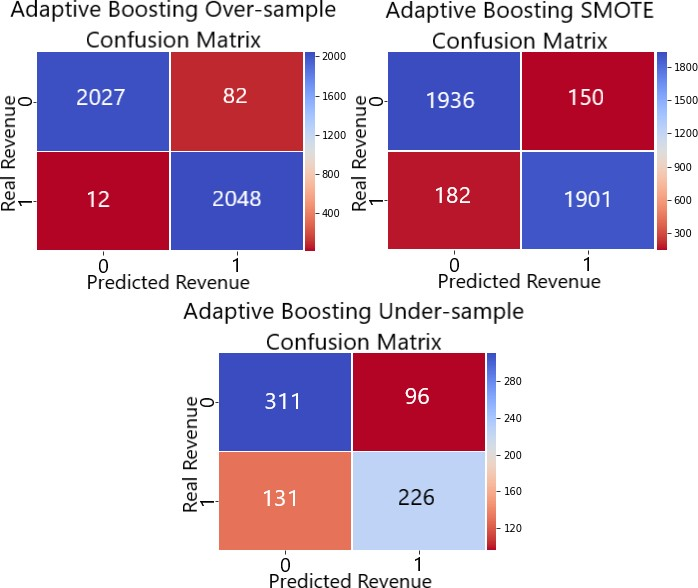 Adaptive Boosting Over-sample
Confusion Matrix
2027 82
12 2048
Real Revenue
0
1
0 1
Predicted Revenue
2000
1600
1200
800
400
Adaptive Boosting SMOTE
Confusion Matrix
1936 150
182 1901
Real Revenue
0
1
0 1
Predicted Revenue
1800
1500
1200
900
600
300
Adaptive Boosting Under-sample
Confusion Matrix
311 96
131 226
Real Revenue
0
1
0 1
Predicted Revenue
280
240
200
160
120